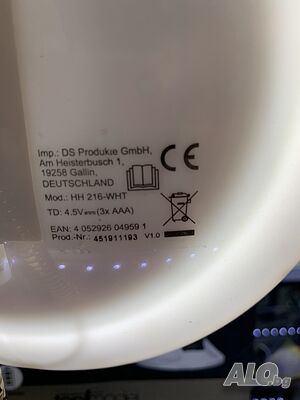 Imp.: DS Produkte GmbH,
Am Heisterbusch 1,
19258 Gallin,
DEUTSCHLAND
Mod.: HH 216-WHT
TD: 4.5V (3x AAA)
EAN: 4 052926 04959 1
Prod.-Nr.: 451911193 V1.0
CE
ALO.bg